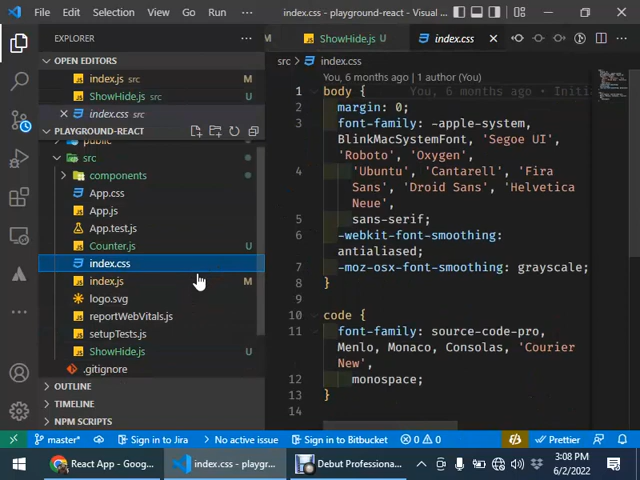 File Edit Selection View Go Run ··· index.css - playground-react - Visual ...
EXPLORER
OPEN EDITORS
index.js src M
ShowHide.js src U
index.css src
PLAYGROUND-REACT
public
src
components
App.css
App.js
App.test.js
Counter.js U
index.css
index.js M
logo.svg
reportWebVitals.js
setupTests.js
ShowHide.js U
.gitignore
OUTLINE
TIMELINE
NPM SCRIPTS
M ShowHide.js U index.css
src > index.css
You, 6 months ago | 1 author (You)
1 body { You, 6 months ago • Initi
2 margin: 0;
3 font-family: -apple-system,
BlinkMacSystemFont, 'Segoe UI',
'Roboto', 'Oxygen',
4 'Ubuntu', 'Cantarell', 'Fira
Sans', 'Droid Sans', 'Helvetica
Neue',
5 sans-serif;
6 -webkit-font-smoothing:
antialiased;
7 -moz-osx-font-smoothing: grayscale;
8 }
9
10 code {
11 font-family: source-code-pro,
Menlo, Monaco, Consolas, 'Courier
New',
12 monospace;
13 }
14
master* Sign in to Jira No active issue Sign in to Bitbucket 0 0 Prettier
React App - Goog... index.css - playgr... Debut Professiona... 3:08 PM
6/2/2022